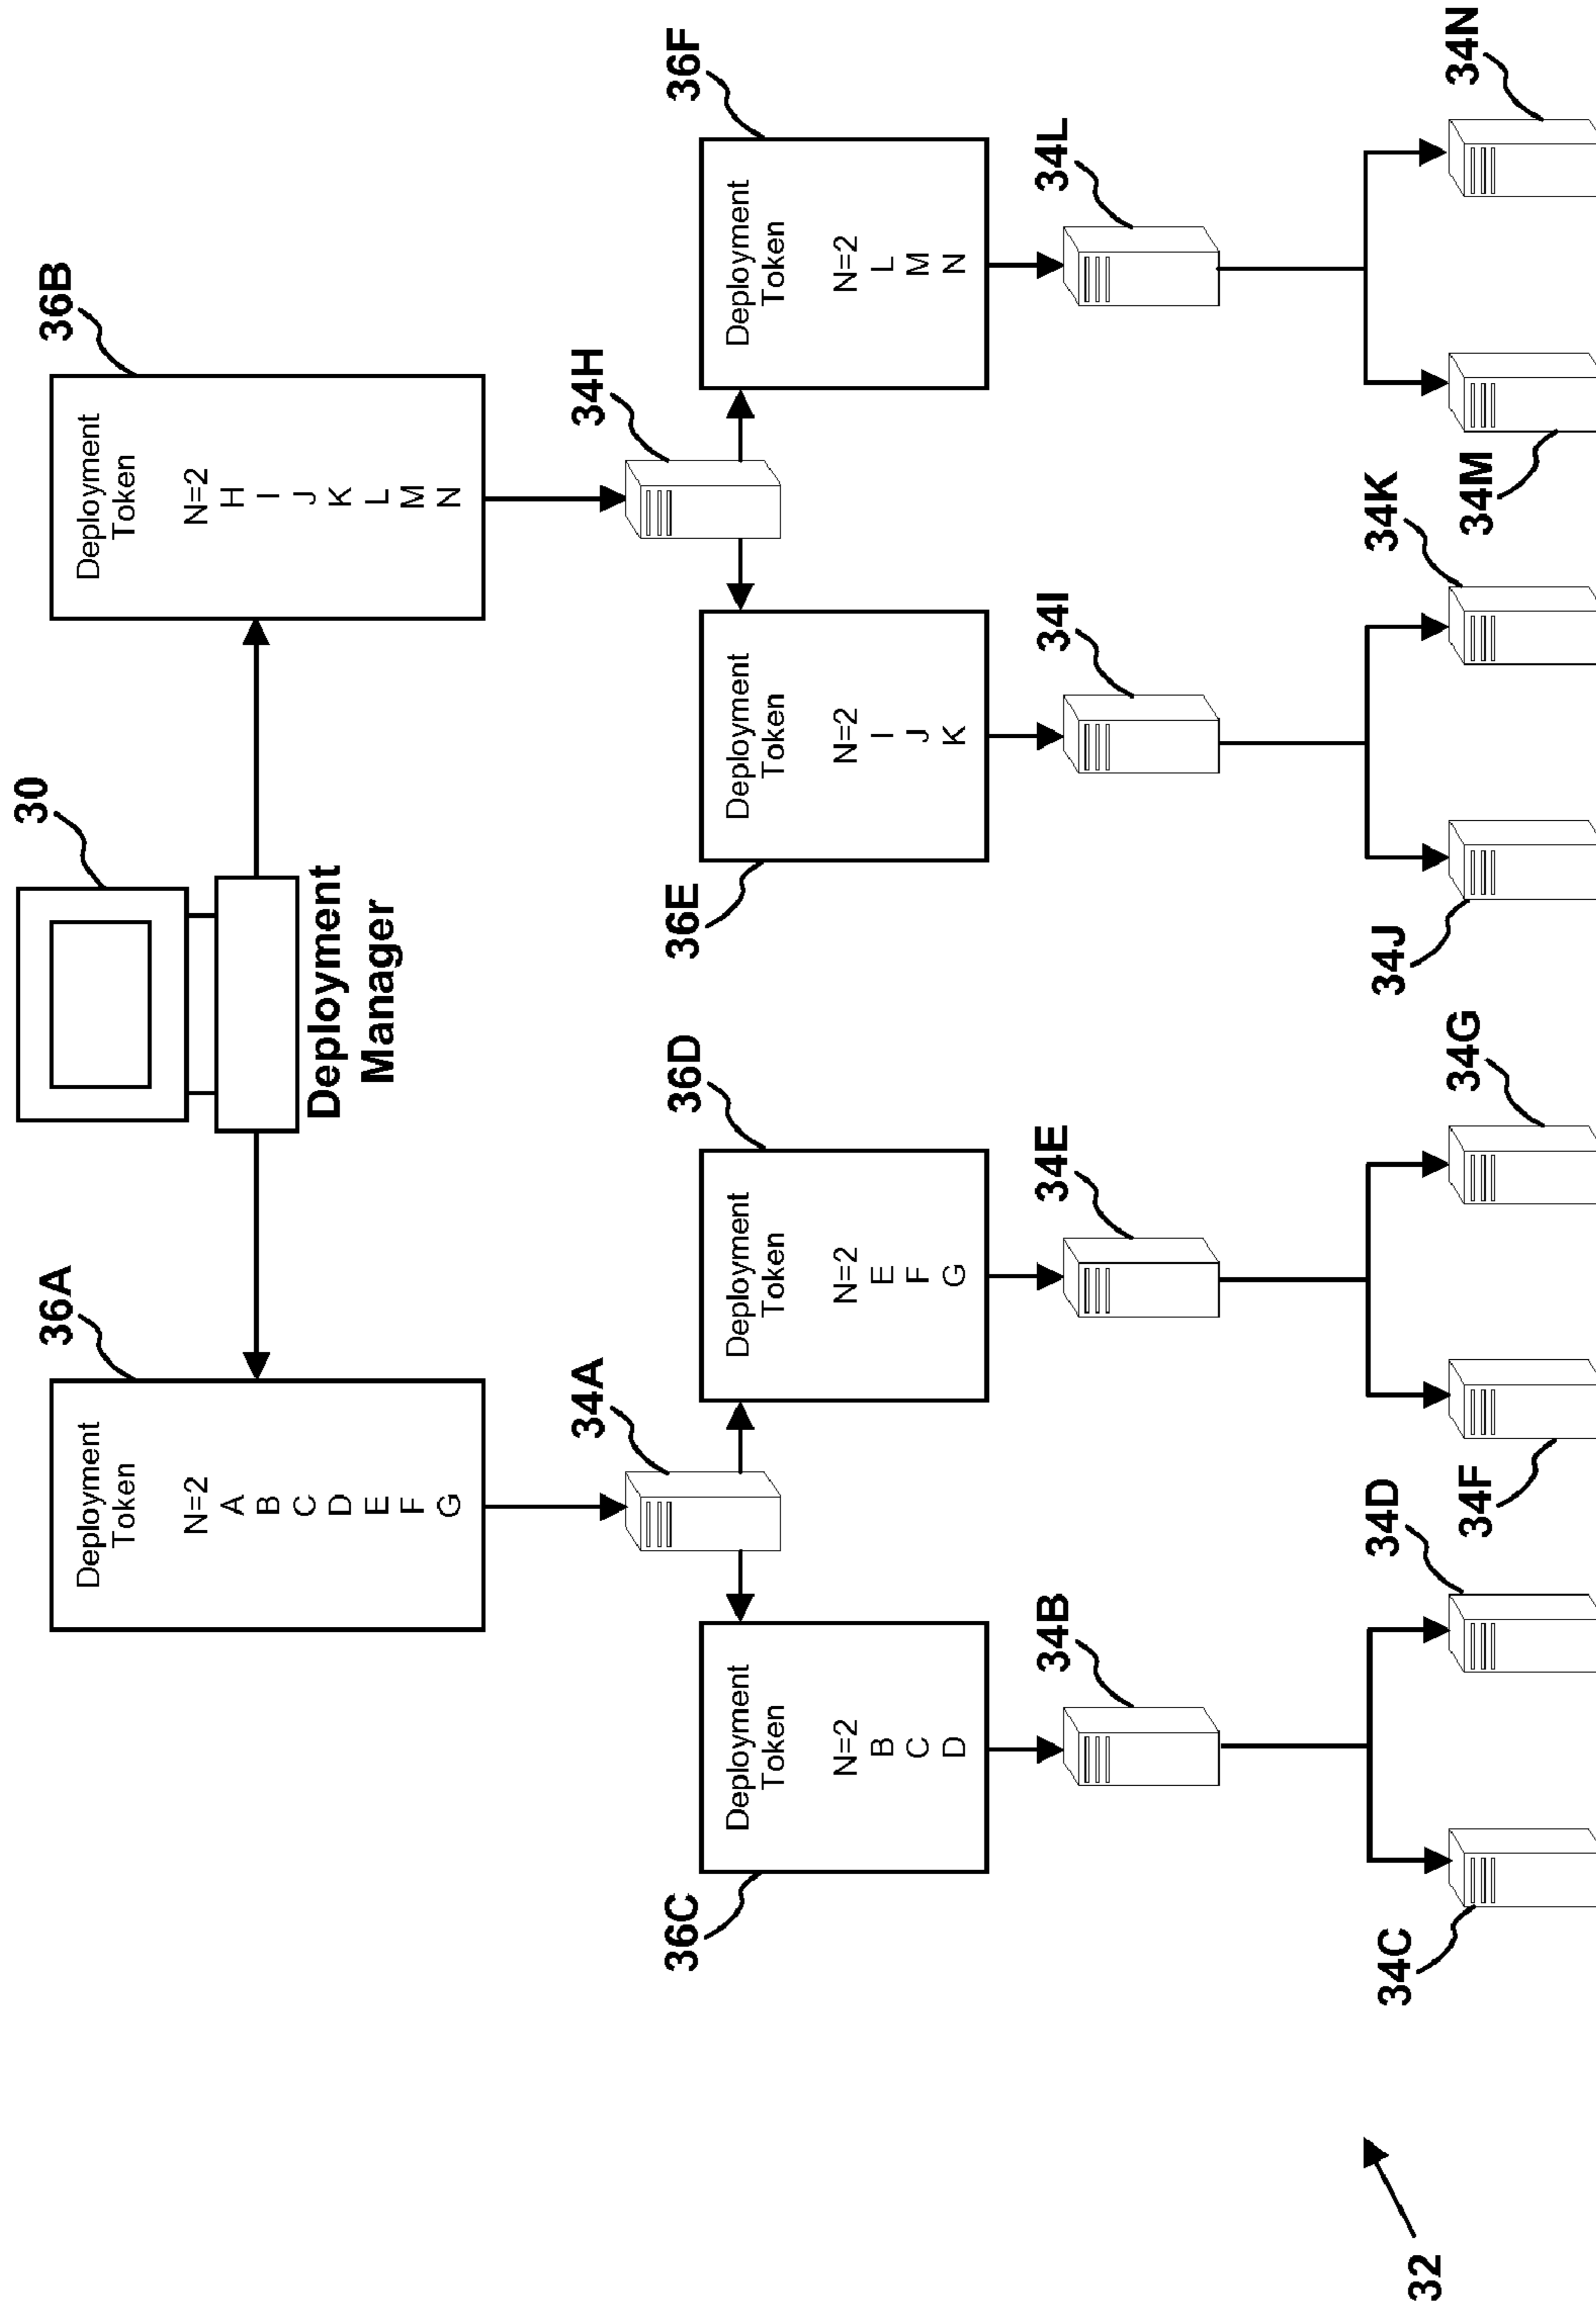 30
Deployment
Manager
36A
Deployment
Token
N=2
A
B
C
D
E
F
G
36B
Deployment
Token
N=2
H
I
J
K
L
M
N
34A
34H
36C
Deployment
Token
N=2
B
C
D
36D
Deployment
Token
N=2
E
F
G
36E
Deployment
Token
N=2
I
J
K
36F
Deployment
Token
N=2
L
M
N
34B
34E
34I
34L
34C
34D
34F
34G
34J
34K
34M
34N
32